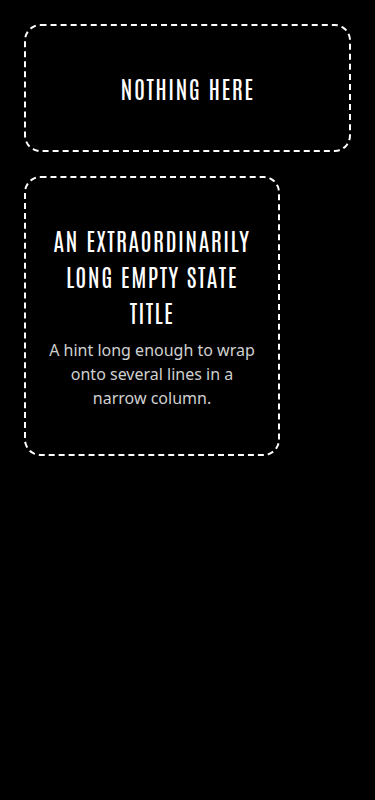 NOTHING HERE
AN EXTRAORDINARILY
LONG EMPTY STATE
TITLE
A hint long enough to wrap
onto several lines in a
narrow column.